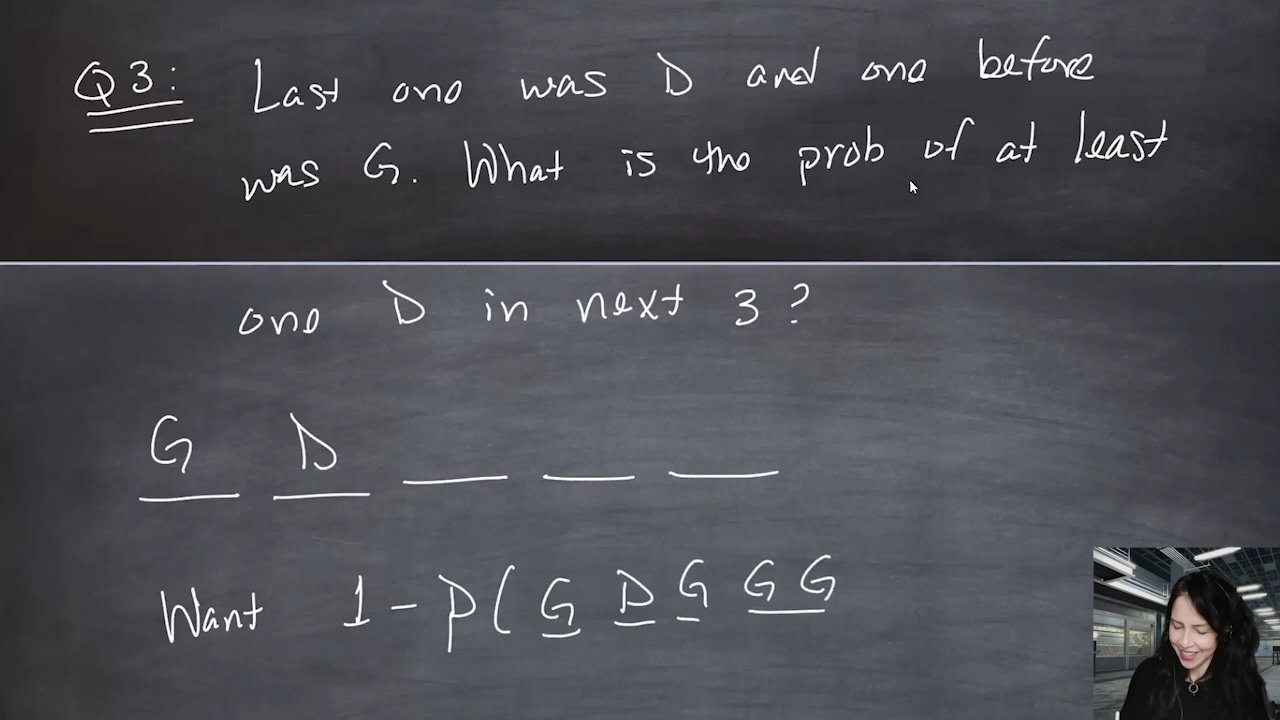 Q3: Last one was D and one before
was G. What is the prob of at least
one D in next 3?
G D
Want 1 - P( G D G G G